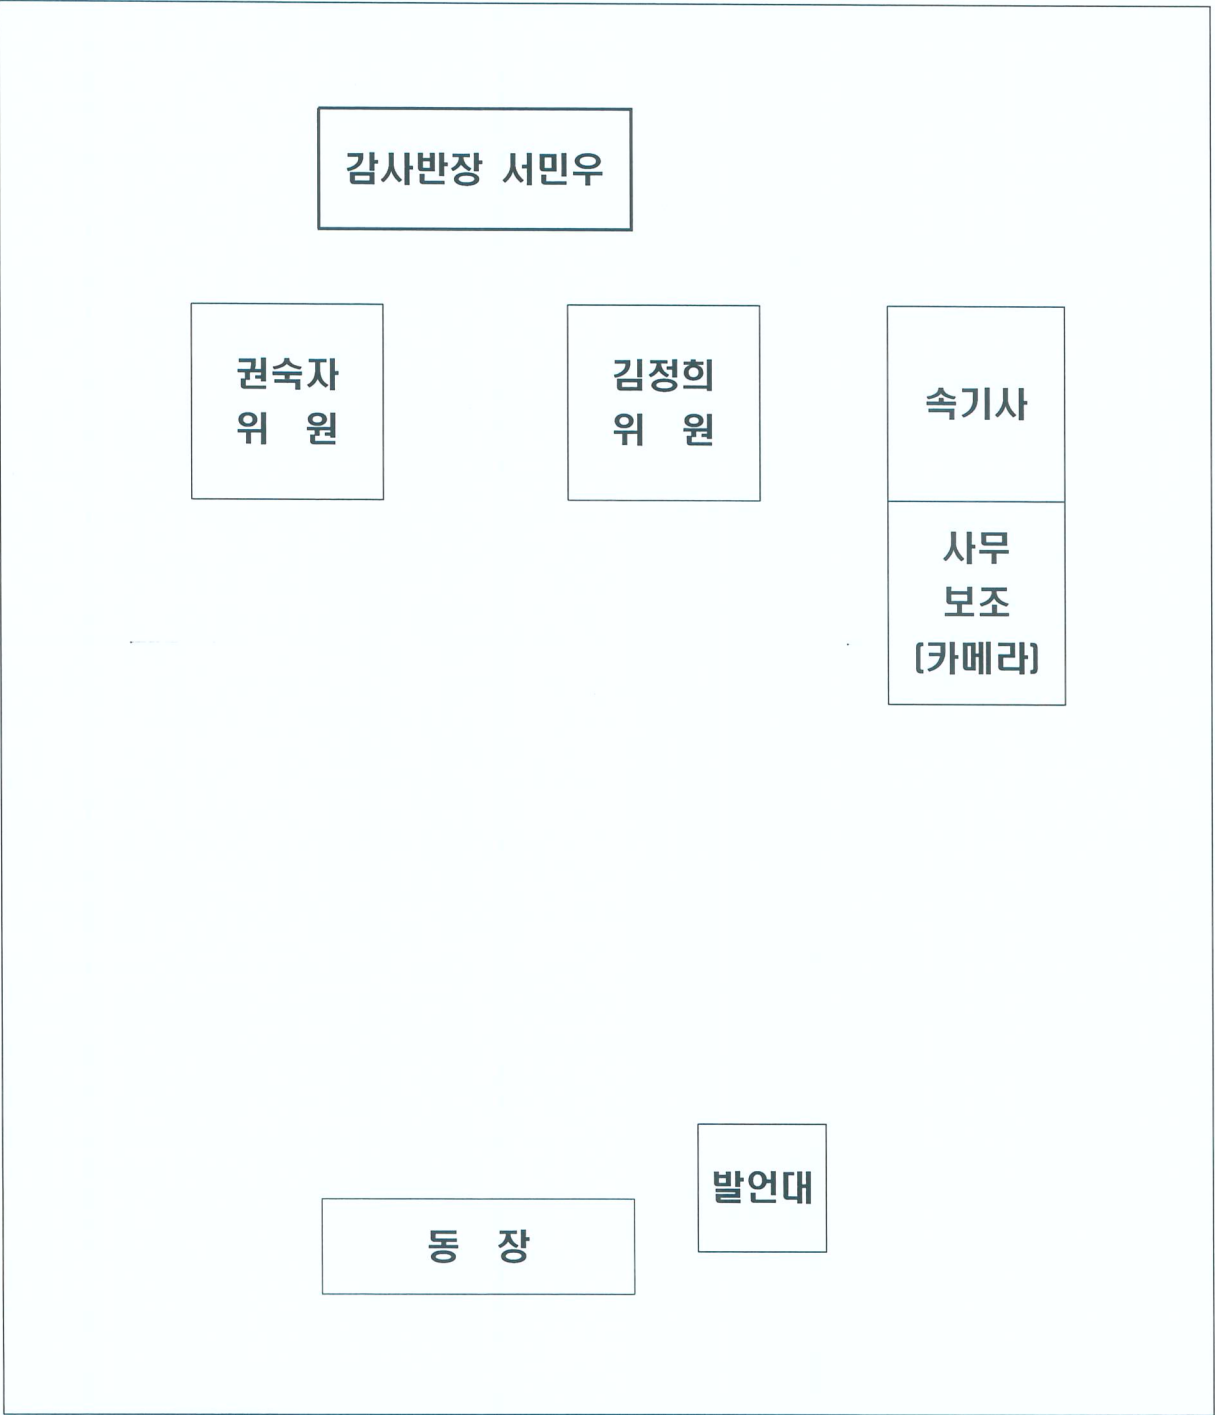 감사반장 서민우
권숙자
위 원
김정희
위 원
속기사
사무
보조
(카메라)
발언대
동 장